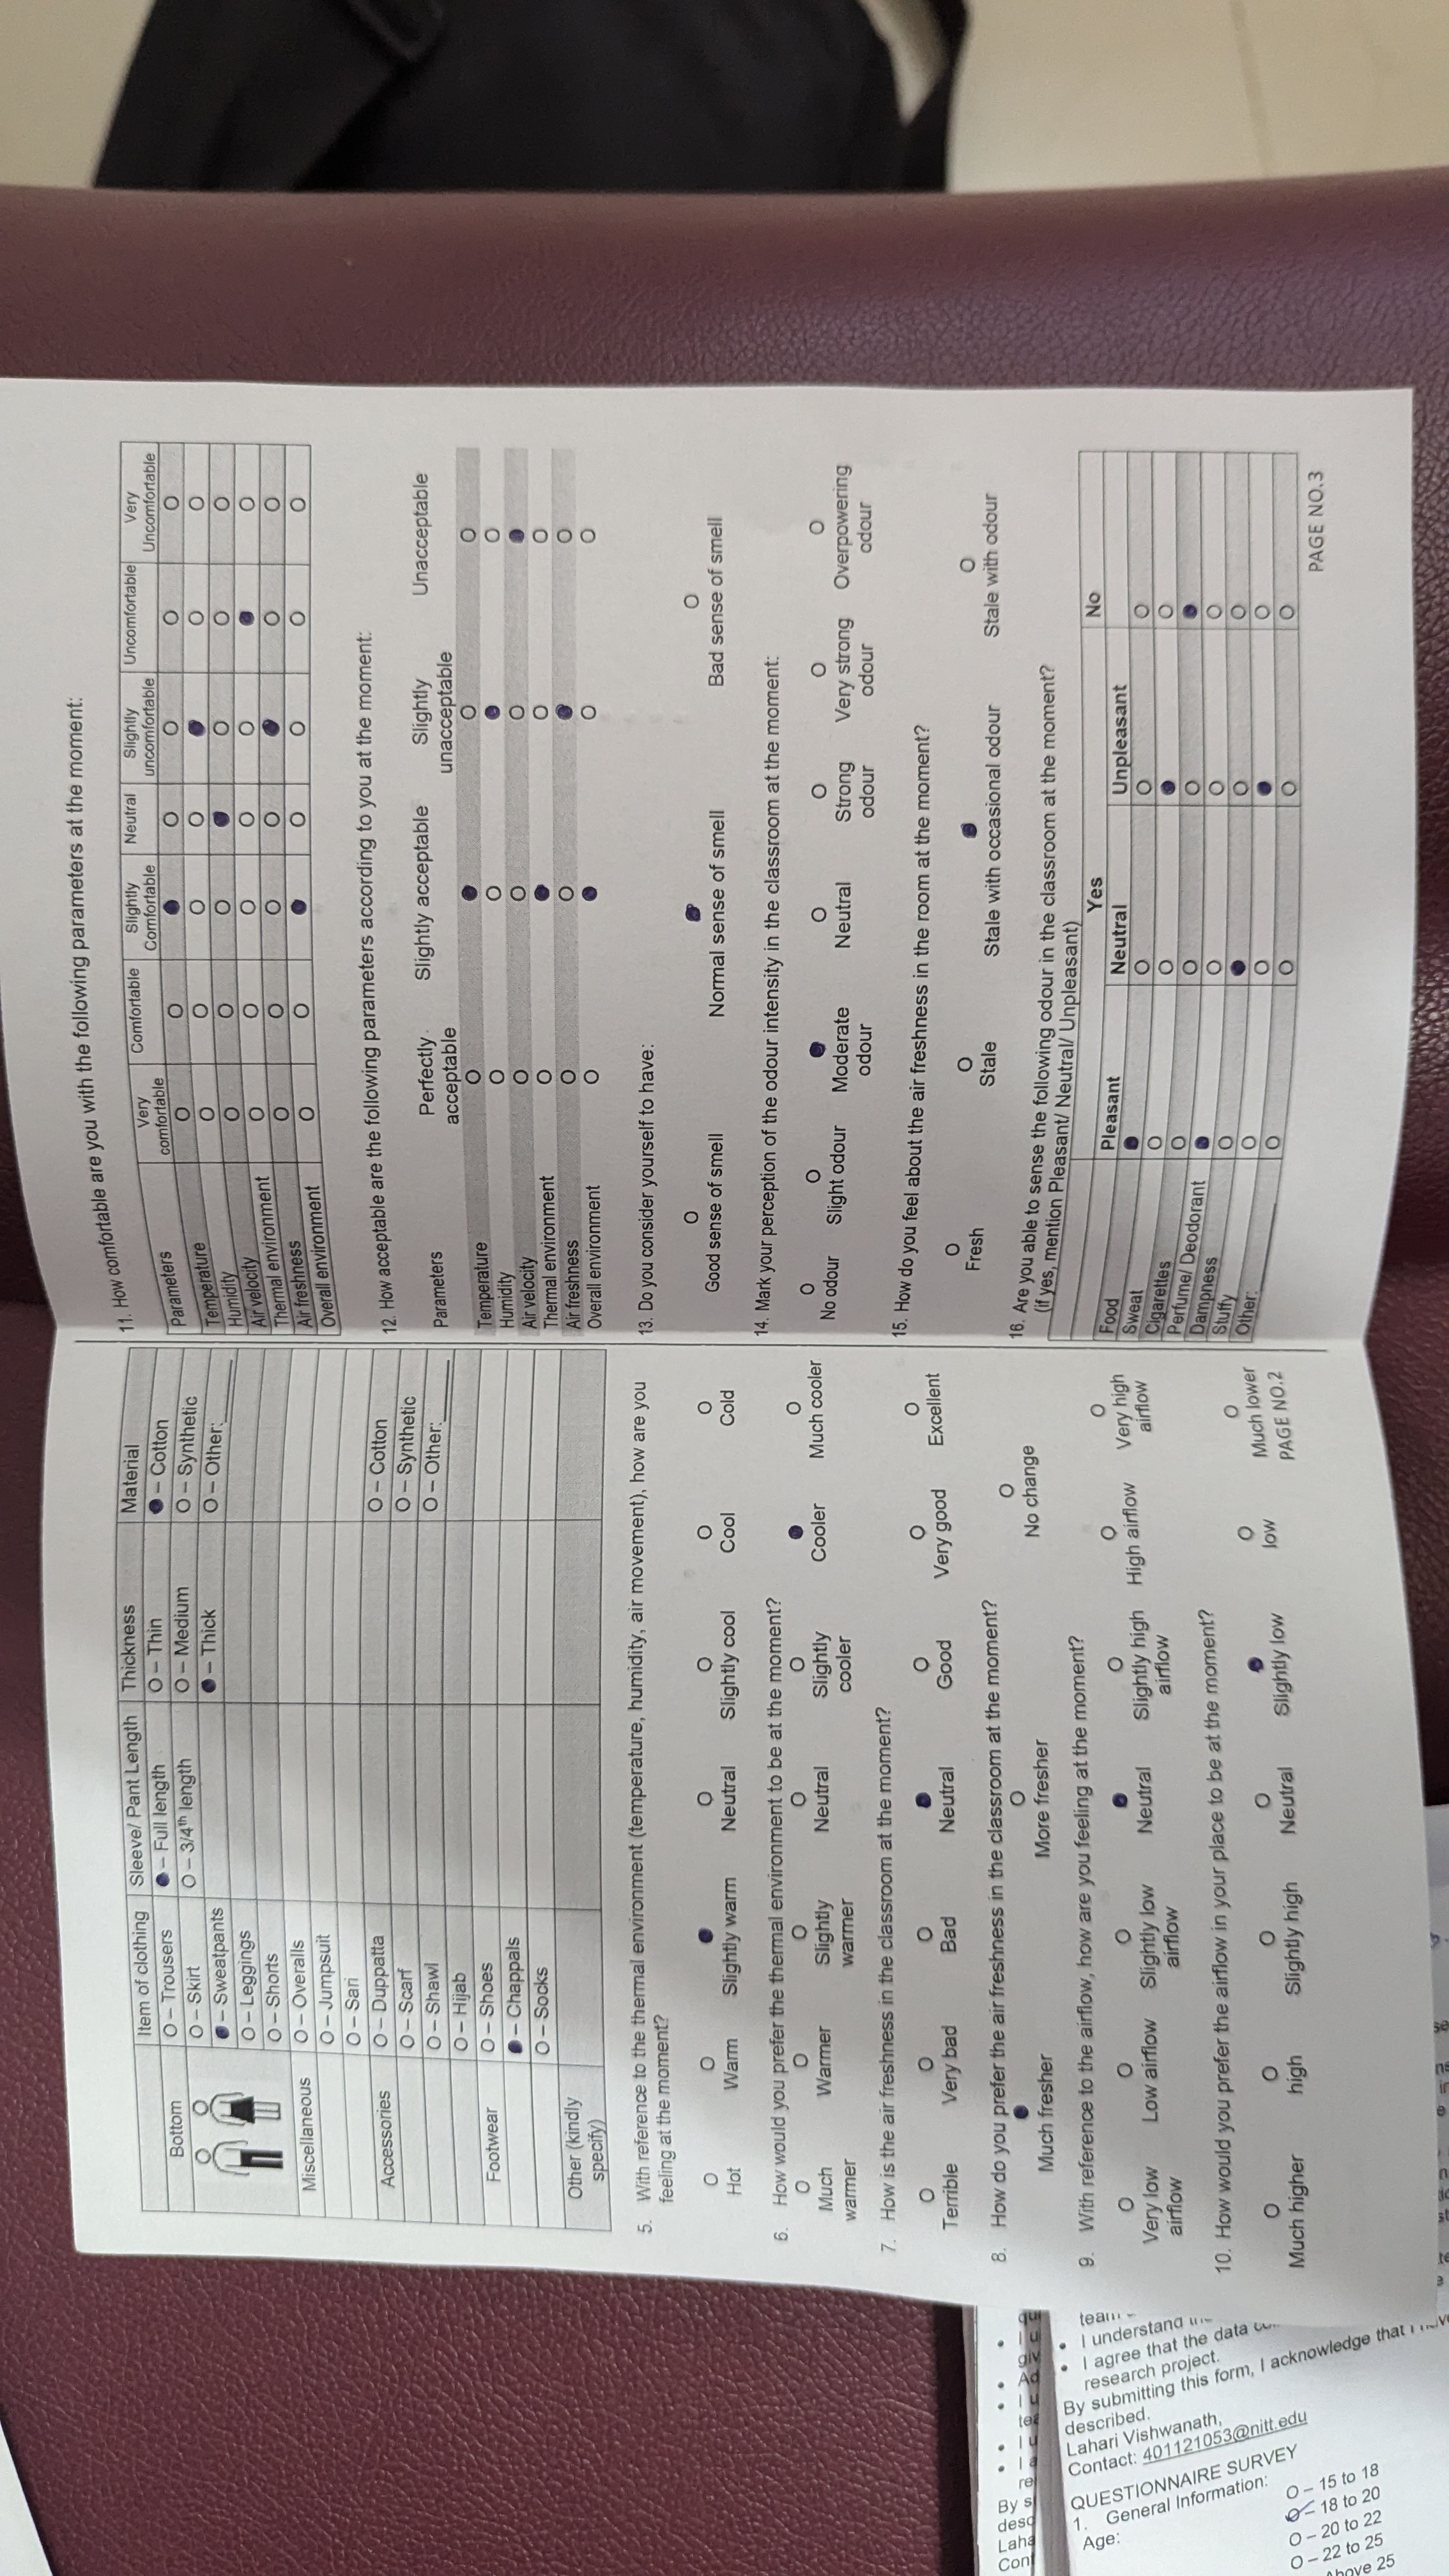 Item of clothing Sleeve/ Pant Length Thickness Material
Bottom O – Trousers ● – Full length O – Thin ● – Cotton
O – Skirt O – 3/4th length O – Medium O – Synthetic
● – Sweatpants ● – Thick O – Other:
O – Leggings
O – Shorts
Miscellaneous O – Overalls
O – Jumpsuit
O – Sari
Accessories O – Duppatta O – Cotton
O – Scarf O – Synthetic
O – Shawl O – Other:
O – Hijab
Footwear O – Shoes
● – Chappals
O – Socks
Other (kindly
specify)
5. With reference to the thermal environment (temperature, humidity, air movement), how are you
feeling at the moment?
O O ● O O O O
Hot Warm Slightly warm Neutral Slightly cool Cool Cold
6. How would you prefer the thermal environment to be at the moment?
O O O O O ● O
Much Warmer Slightly Neutral Slightly Cooler Much cooler
warmer warmer cooler
7. How is the air freshness in the classroom at the moment?
O O O ● O O O
Terrible Very bad Bad Neutral Good Very good Excellent
8. How do you prefer the air freshness in the classroom at the moment?
● O O
Much fresher More fresher No change
9. With reference to the airflow, how are you feeling at the moment?
O O O ● O O O
Very low Low airflow Slightly low Neutral Slightly high High airflow Very high
airflow airflow airflow airflow
10. How would you prefer the airflow in your place to be at the moment?
O O O O ● O O
Much higher high Slightly high Neutral Slightly low low Much lower
PAGE NO.2
11. How comfortable are you with the following parameters at the moment:
Very Comfortable Slightly Neutral Slightly Uncomfortable Very
comfortable Comfortable uncomfortable Uncomfortable
Parameters O O ● O O O O
Temperature O O O O ● O O
Humidity O O O ● O O O
Air velocity O O O O O ● O
Thermal environment O O O O ● O O
Air freshness O O ● O O O O
Overall environment
12. How acceptable are the following parameters according to you at the moment:
Parameters Perfectly Slightly acceptable Slightly Unacceptable
acceptable unacceptable
Temperature O ● O O
Humidity O O ● O
Air velocity O O O ●
Thermal environment O ● O O
Air freshness O O ● O
Overall environment O ● O O
13. Do you consider yourself to have:
O ● O
Good sense of smell Normal sense of smell Bad sense of smell
14. Mark your perception of the odour intensity in the classroom at the moment:
O O ● O O O O
No odour Slight odour Moderate Neutral Strong Very strong Overpowering
odour odour odour odour
15. How do you feel about the air freshness in the room at the moment?
O O ● O
Fresh Stale Stale with occasional odour Stale with odour
16. Are you able to sense the following odour in the classroom at the moment?
(if yes, mention Pleasant/ Neutral/ Unpleasant)
Yes No
Pleasant Neutral Unpleasant
Food ● O O O
Sweat O O ● O
Cigarettes O O O ●
Perfume/ Deodorant ● O O O
Dampness O ● O O
Stuffy O O ● O
Other: O O O O
PAGE NO.3
team
• I understand
• I agree that the data
research project.
By submitting this form, I acknowledge that I
described.
Lahari Vishwanath,
Contact: 401121053@nitt.edu
QUESTIONNAIRE SURVEY
1. General Information:
Age: O – 15 to 18
O – 18 to 20
O – 20 to 22
O – 22 to 25
Above 25